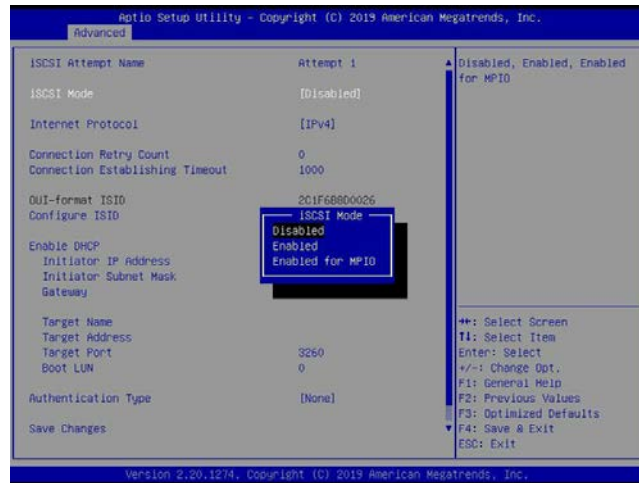 Aptio Setup Utility - Copyright (C) 2019 American Megatrends, Inc.
Advanced
iSCSI Attempt Name Attempt 1
iSCSI Mode [Disabled]
Internet Protocol [IPv4]
Connection Retry Count 0
Connection Establishing Timeout 1000
OUI-format ISID 2C1F6B8D0026
Configure ISID
iSCSI Mode
Disabled
Enabled
Enabled for MPIO
Enable DHCP
Initiator IP Address
Initiator Subnet Mask
Gateway
Target Name
Target Address
Target Port 3260
Boot LUN 0
Authentication Type [None]
Save Changes
Disabled, Enabled, Enabled
for MPIO
→←: Select Screen
↑↓: Select Item
Enter: Select
+/-: Change Opt.
F1: General Help
F2: Previous Values
F3: Optimized Defaults
F4: Save & Exit
ESC: Exit
Version 2.20.1274. Copyright (C) 2019 American Megatrends, Inc.